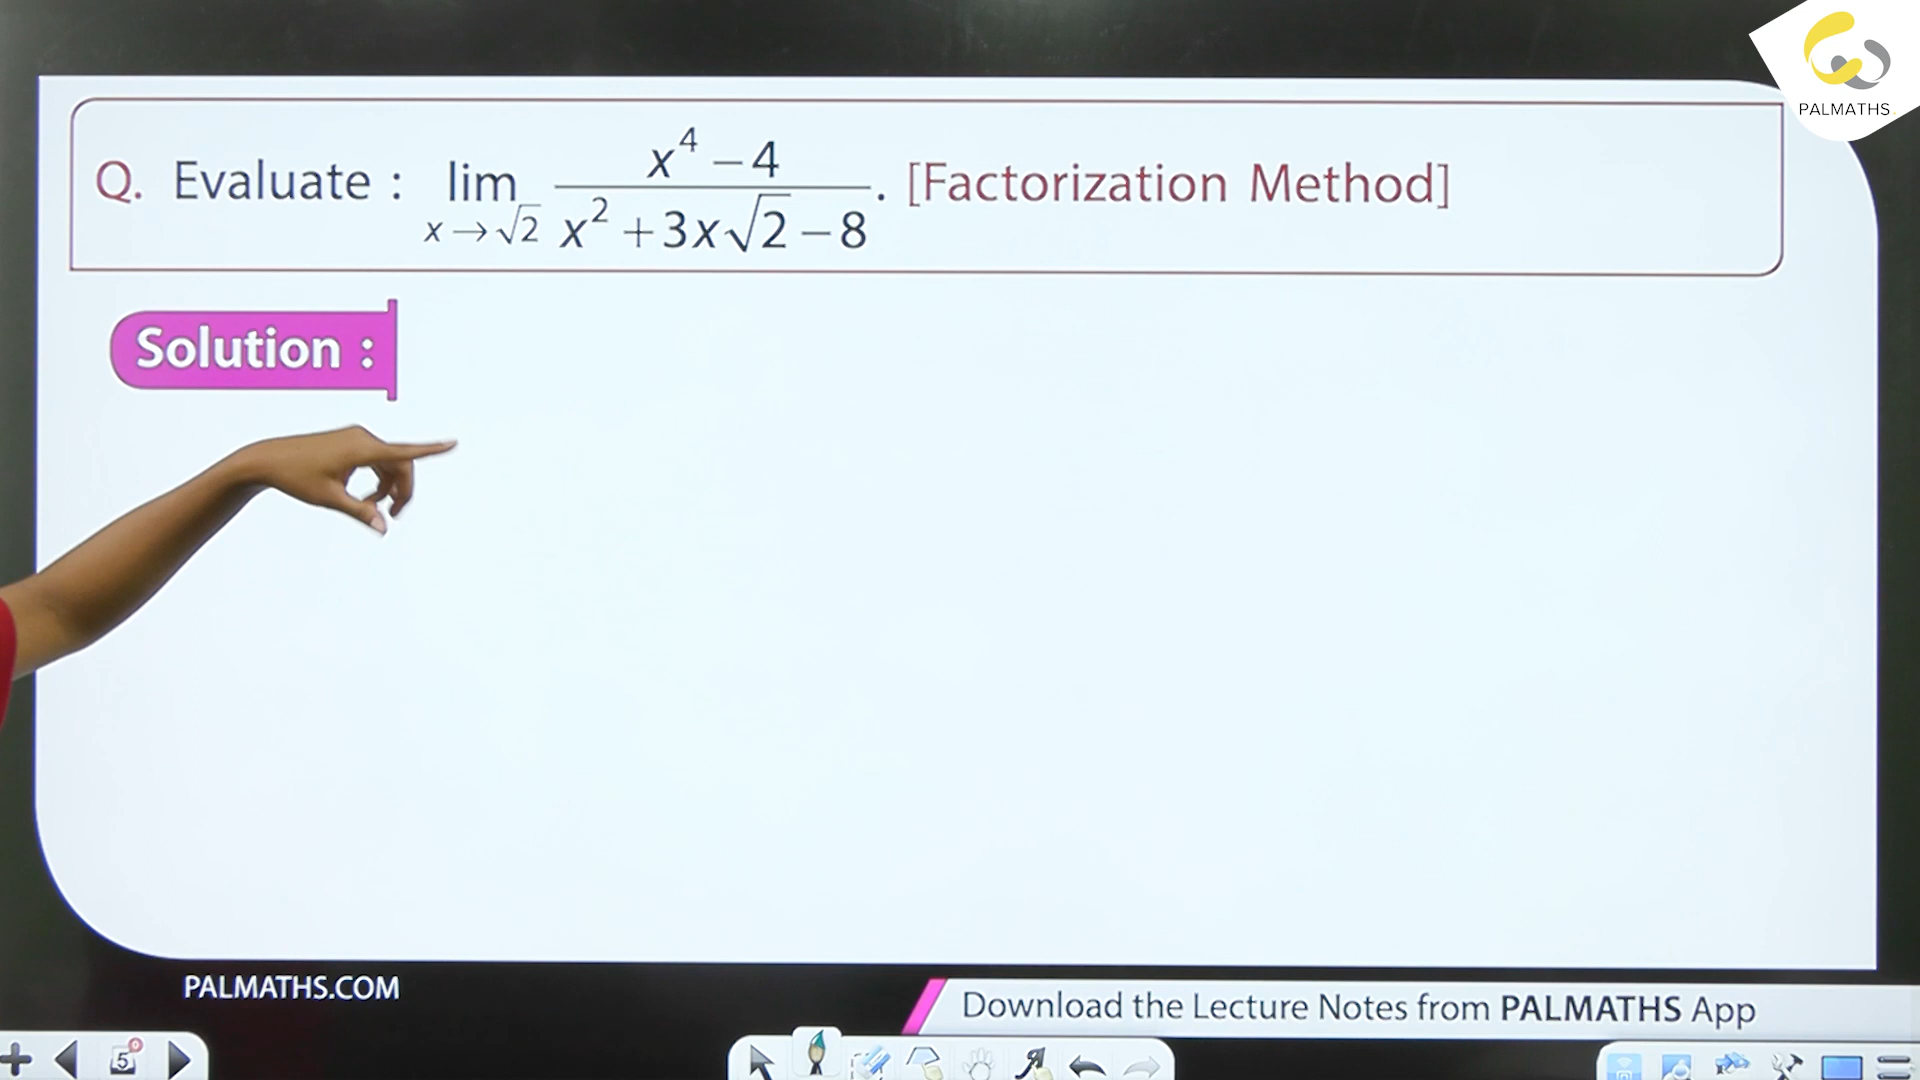 PALMATHS
Q. Evaluate : lim x→√2 (x⁴ − 4)/(x² + 3x√2 − 8). [Factorization Method]
Solution :
PALMATHS.COM
Download the Lecture Notes from PALMATHS App
5
0